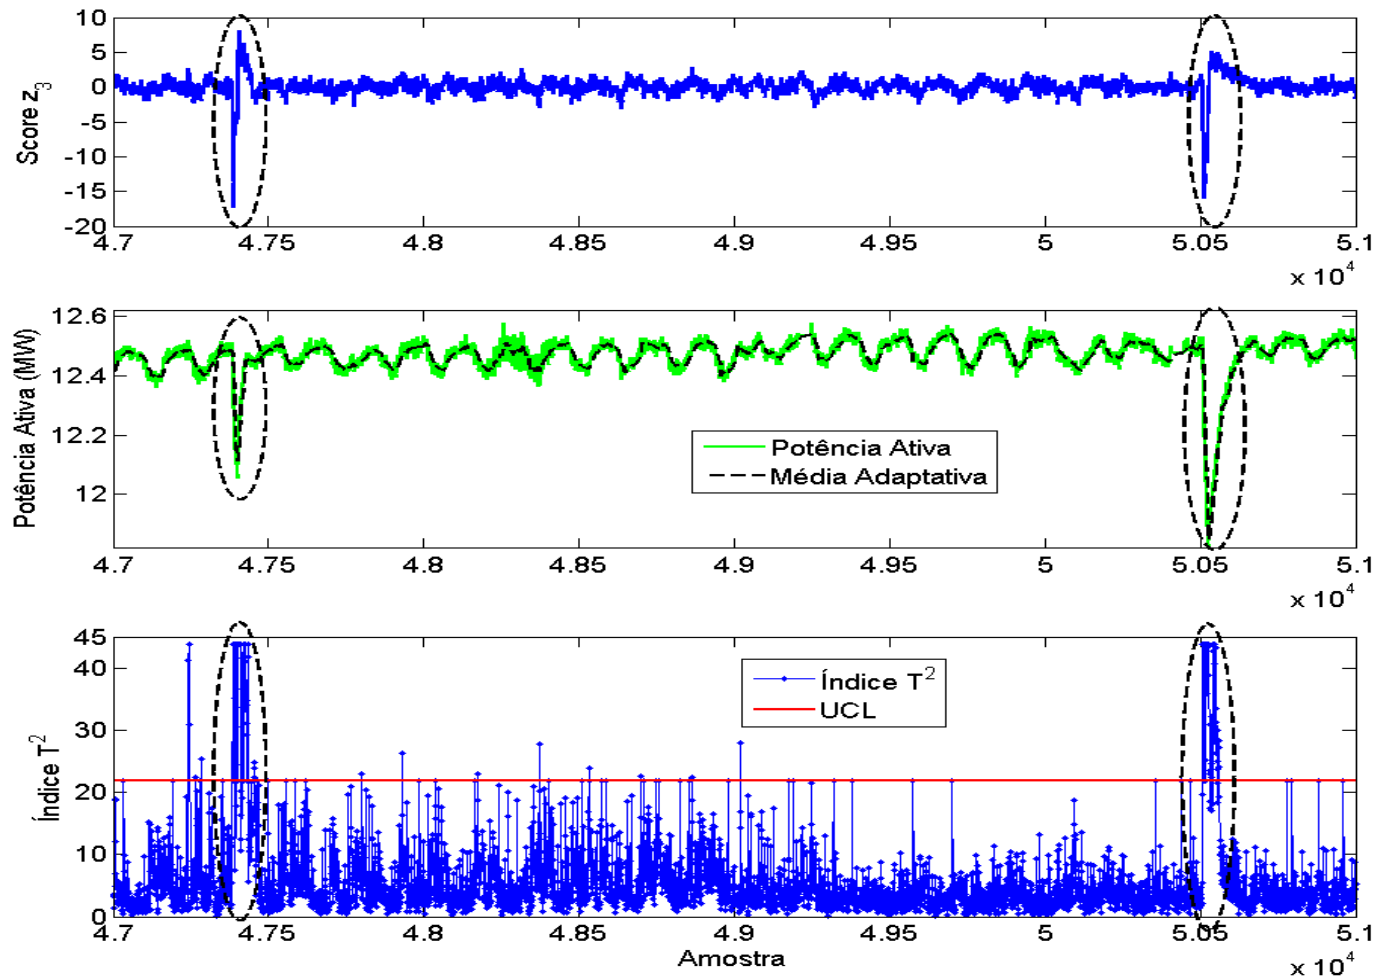 10
5
0
-5
-10
-15
-20
Score z3
4.7 4.75 4.8 4.85 4.9 4.95 5 5.05 5.1
x 10^4
12.6
12.4
12.2
12
Potência Ativa (MW)
Potência Ativa
Média Adaptativa
4.7 4.75 4.8 4.85 4.9 4.95 5 5.05 5.1
x 10^4
45
40
30
20
10
0
Índice T^2
Índice T^2
UCL
4.7 4.75 4.8 4.85 4.9 4.95 5 5.05 5.1
Amostra
x 10^4